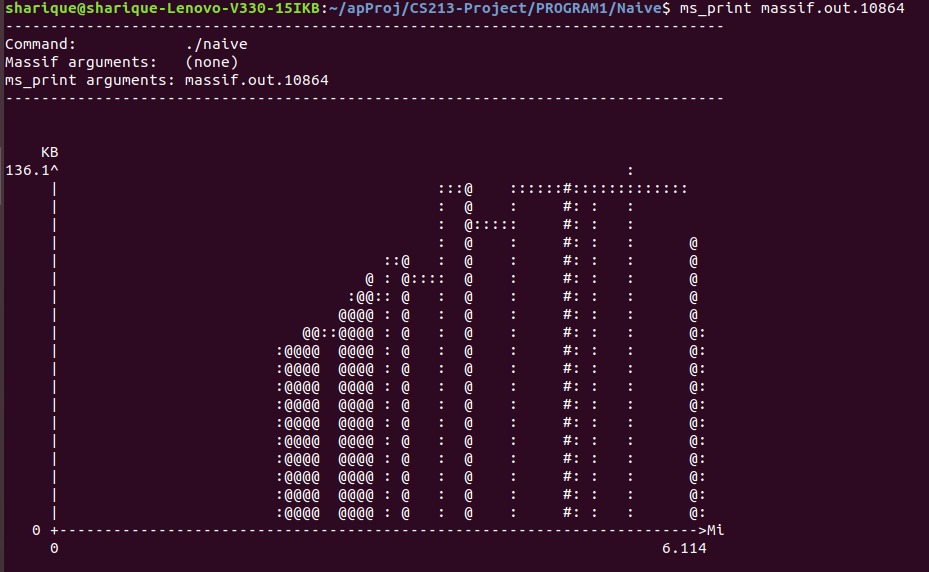 sharique@sharique-Lenovo-V330-15IKB:~/apProj/CS213-Project/PROGRAM1/Naive$ ms_print massif.out.10864
--------------------------------------------------------------------------------
Command:            ./naive
Massif arguments:   (none)
ms_print arguments: massif.out.10864
--------------------------------------------------------------------------------
    KB
136.1^                                                               :
     |                                          :::@    ::::::#:::::::::::::
     |                                          :  @    :     #: :   :
     |                                          :  @:::::     #: :   :
     |                                          :  @    :     #: :   :      @
     |                                    ::@   :  @    :     #: :   :      @
     |                                  @ : @::::  @    :     #: :   :      @
     |                                :@@:: @   :  @    :     #: :   :      @
     |                               @@@@ : @   :  @    :     #: :   :      @
     |                           @@::@@@@ : @   :  @    :     #: :   :      @:
     |                        :@@@@  @@@@ : @   :  @    :     #: :   :      @:
     |                        :@@@@  @@@@ : @   :  @    :     #: :   :      @:
     |                        :@@@@  @@@@ : @   :  @    :     #: :   :      @:
     |                        :@@@@  @@@@ : @   :  @    :     #: :   :      @:
     |                        :@@@@  @@@@ : @   :  @    :     #: :   :      @:
     |                        :@@@@  @@@@ : @   :  @    :     #: :   :      @:
     |                        :@@@@  @@@@ : @   :  @    :     #: :   :      @:
     |                        :@@@@  @@@@ : @   :  @    :     #: :   :      @:
     |                        :@@@@  @@@@ : @   :  @    :     #: :   :      @:
     |                        :@@@@  @@@@ : @   :  @    :     #: :   :      @:
   0 +----------------------------------------------------------------------->Mi
     0                                                                   6.114